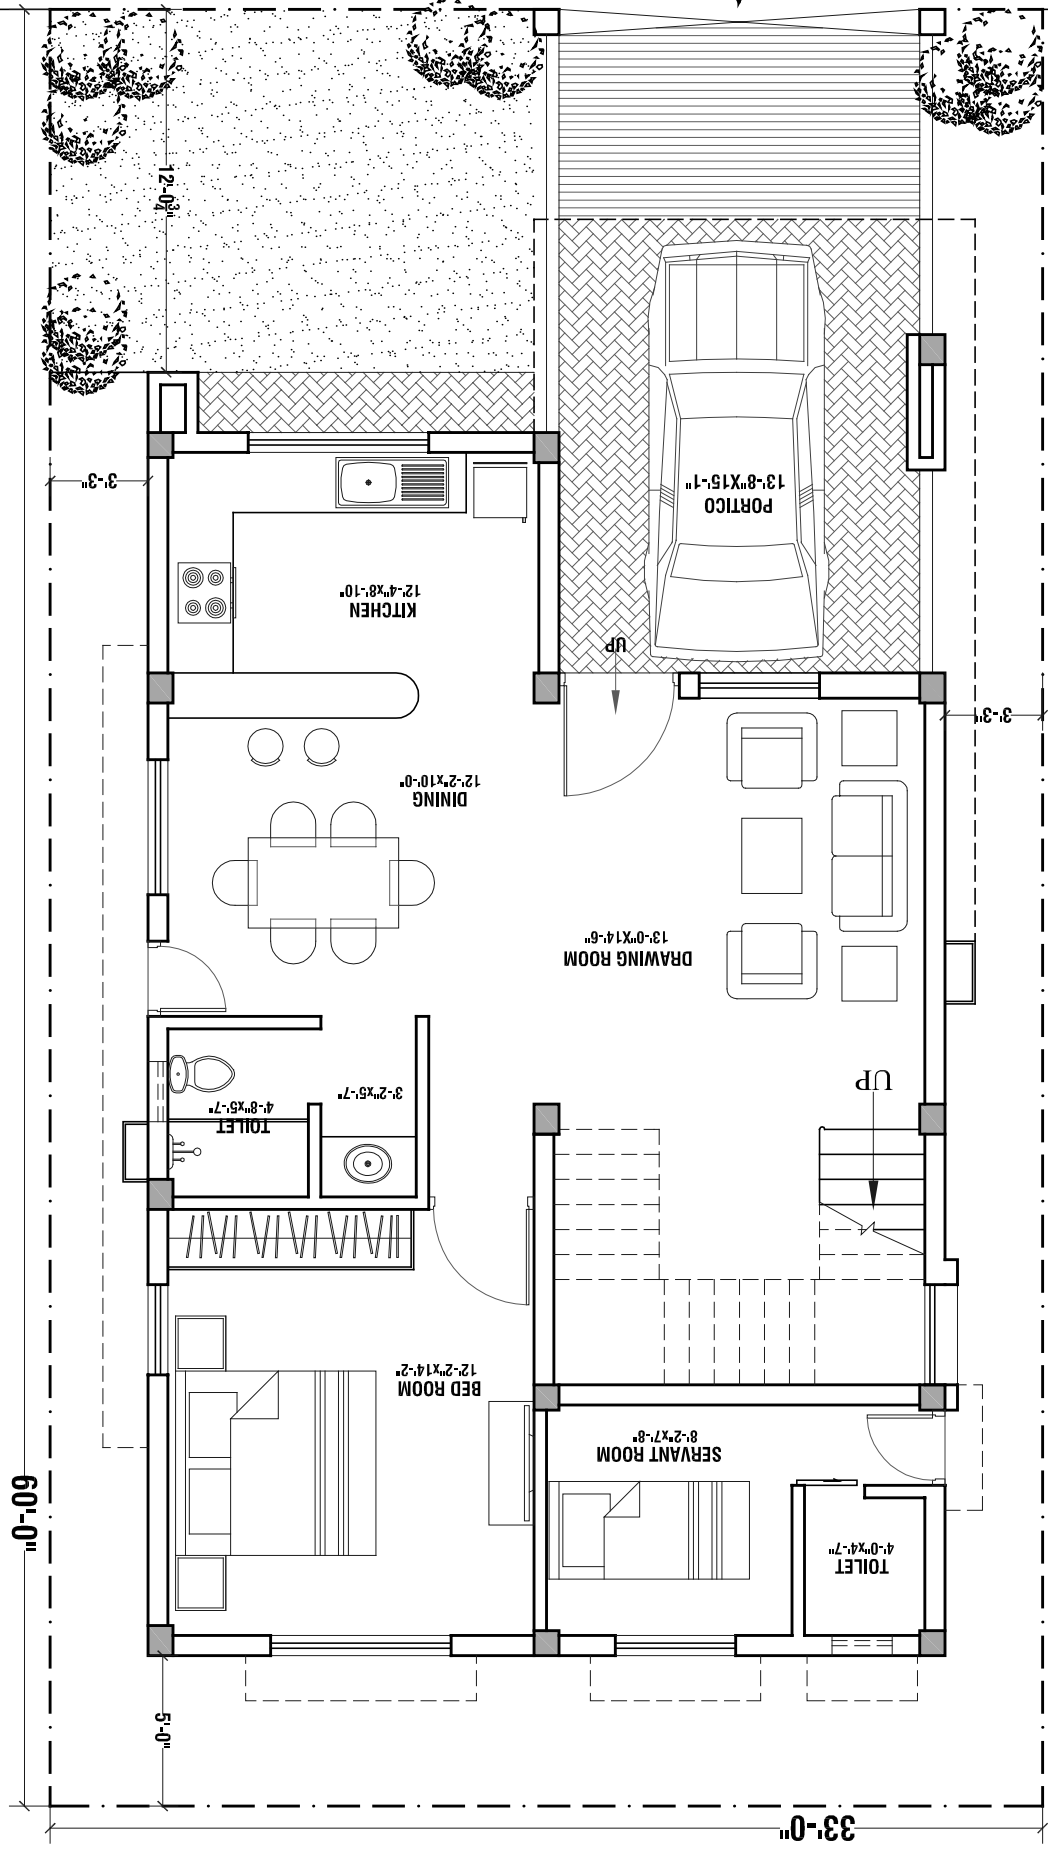 33'-0"
5'-0"
TOILET
4'-0"x4'-7"
60'-0"
SERVANT ROOM
8'-2"x7'-8"
BED ROOM
12'-2"x14'-2"
TOILET
4'-8"x5'-7"
3'-2"x5'-7"
UP
DRAWING ROOM
13'-0"X14'-6"
DINING
12'-2"x10'-0"
3'-3"
UP
KITCHEN
12'-4"x8'-10"
PORTICO
13'-8"X15'-1"
3'-3"
12'-0¾"